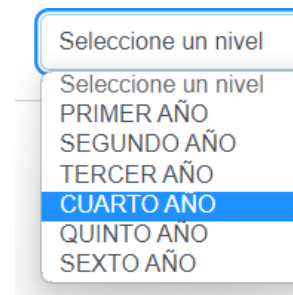 Seleccione un nivel
Seleccione un nivel
PRIMER AÑO
SEGUNDO AÑO
TERCER AÑO
CUARTO AÑO
QUINTO AÑO
SEXTO AÑO